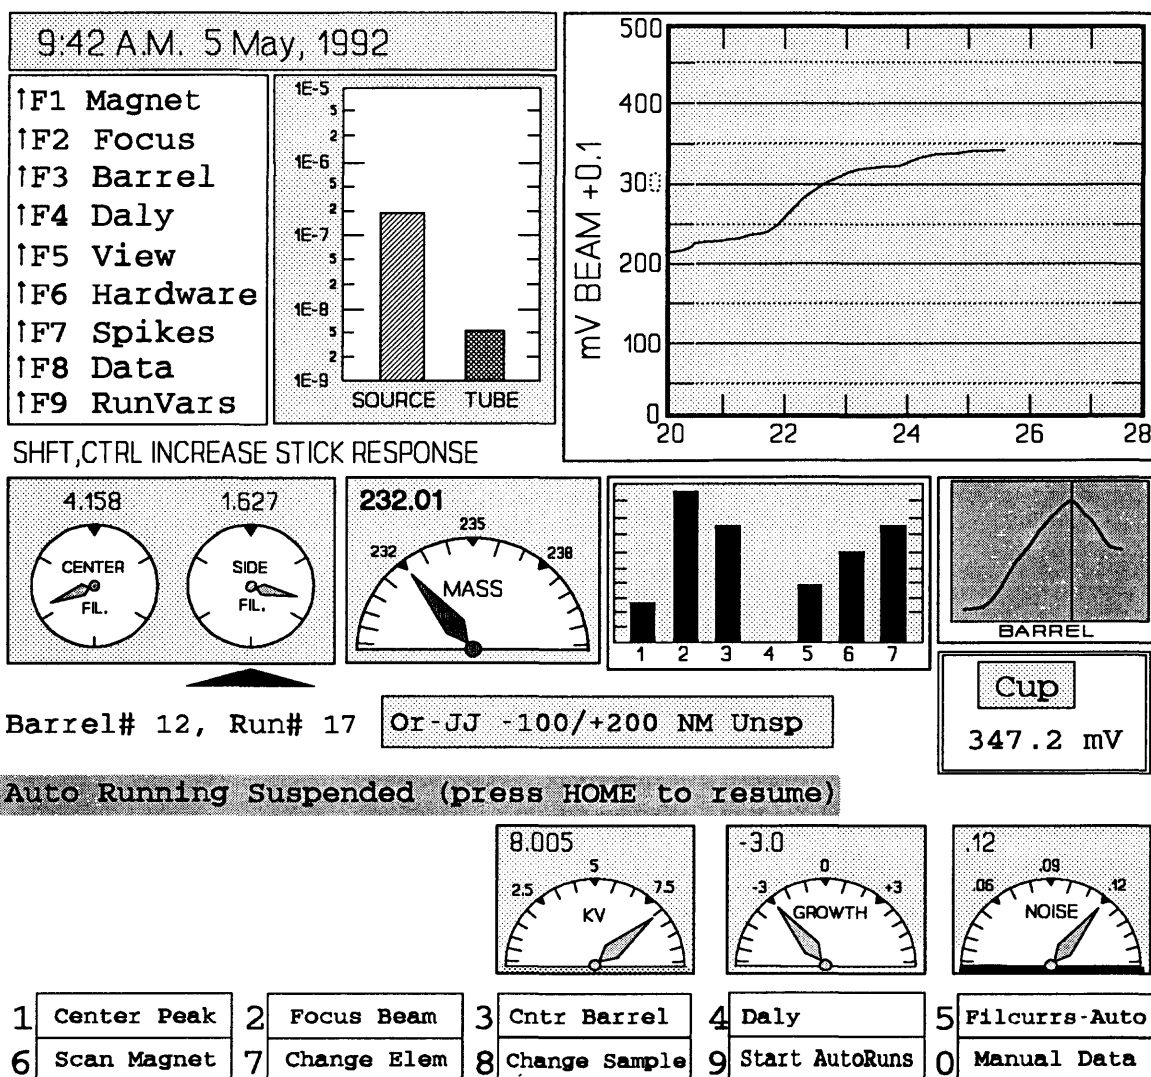 9:42 A.M. 5 May, 1992
↑F1 Magnet
↑F2 Focus
↑F3 Barrel
↑F4 Daly
↑F5 View
↑F6 Hardware
↑F7 Spikes
↑F8 Data
↑F9 RunVars
1E-5
5
2
1E-6
5
2
1E-7
5
2
1E-8
5
2
1E-9
SOURCE TUBE
mV BEAM +0.1
500
400
300
200
100
0
20 22 24 26 28
SHFT,CTRL INCREASE STICK RESPONSE
4.158 1.627
CENTER FIL.
SIDE FIL.
232.01
232 235 238
MASS
1 2 3 4 5 6 7
BARREL
Cup
347.2 mV
Barrel# 12, Run# 17
Or-JJ -100/+200 NM Unsp
Auto Running Suspended (press HOME to resume)
8.005
2.5 5 7.5
KV
-3.0
-3 0 +3
GROWTH
.12
.06 .09 .12
NOISE
1 Center Peak 2 Focus Beam 3 Cntr Barrel 4 Daly 5 Filcurrs-Auto
6 Scan Magnet 7 Change Elem 8 Change Sample 9 Start AutoRuns 0 Manual Data